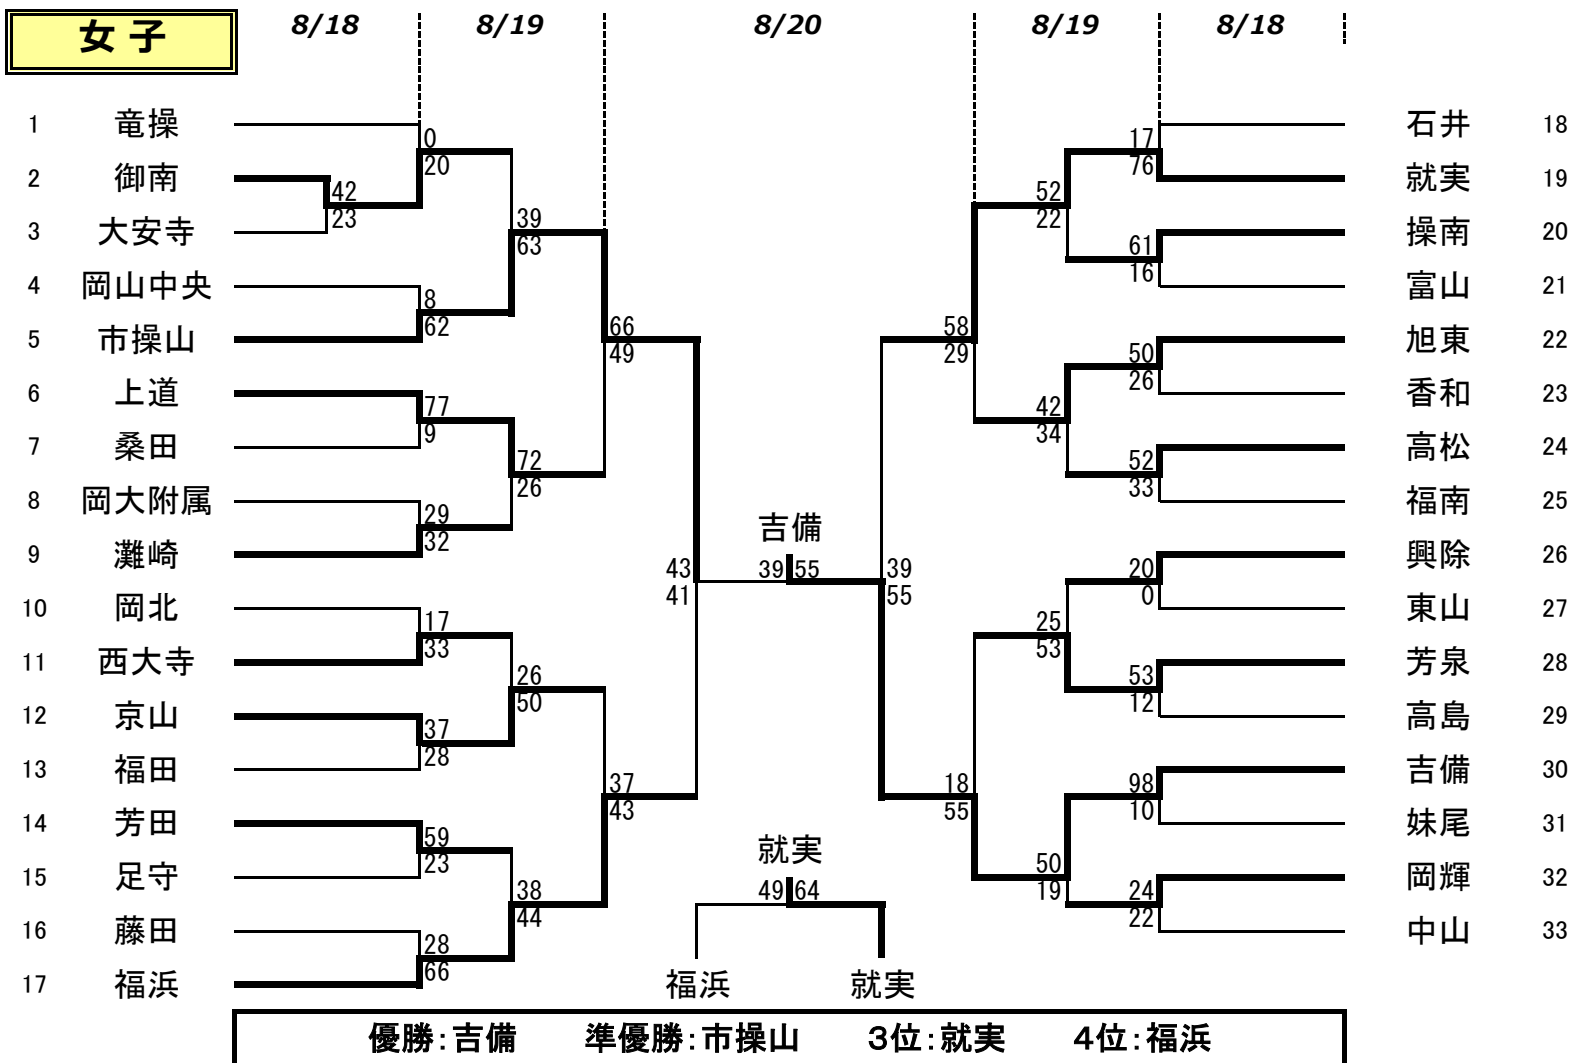 女子 8/18 8/19 8/20 8/19 8/18
1 竜操 石井 18
0 17
20 76
2 御南 就実 19
42 52
23 22
3 大安寺 操南 20
39 61
63 16
4 岡山中央 富山 21
8
62
5 市操山 旭東 22
66 58 50
49 29 26
6 上道 香和 23
77 42
9 34
7 桑田 高松 24
72 52
26 33
8 岡大附属 福南 25
29 吉備
32
9 灘崎 興除 26
43 39 55 39 20
41 55 0
10 岡北 東山 27
17 25
33 53
11 西大寺 芳泉 28
26 53
50 12
12 京山 高島 29
37
28
13 福田 吉備 30
37 18 98
43 55 10
14 芳田 妹尾 31
59 就実 50
23 19
15 足守 岡輝 32
38 49 64 24
44 22
16 藤田 中山 33
28
66
17 福浜 福浜 就実
優勝:吉備 準優勝:市操山 3位:就実 4位:福浜